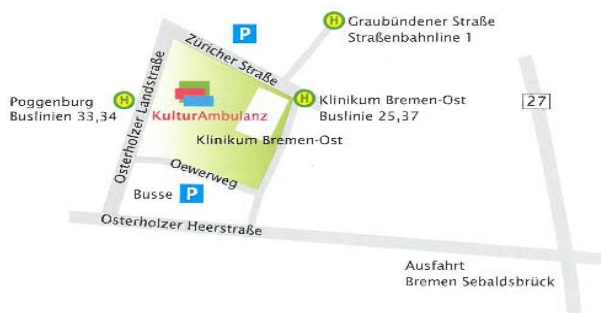 H Graubündener Straße
Straßenbahnline 1
P
Züricher Straße
Poggenburg H
Buslinien 33,34
H Klinikum Bremen-Ost
Buslinie 25,37
27
KulturAmbulanz
Klinikum Bremen-Ost
Osterholzer Landstraße
Oewerweg
Busse P
Osterholzer Heerstraße
Ausfahrt
Bremen Sebaldsbrück